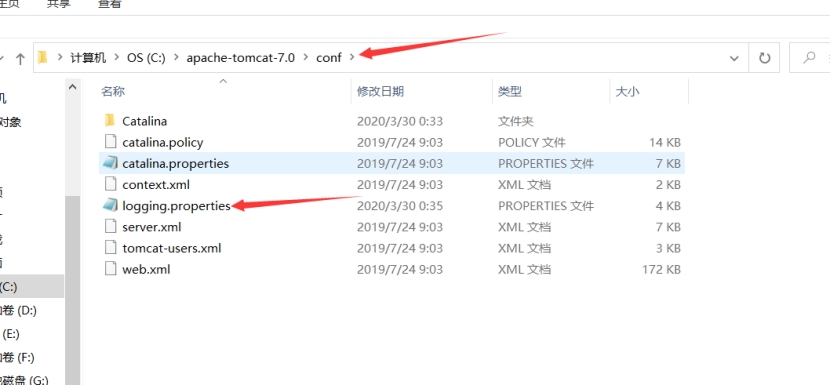 主页 共享 查看
计算机 OS (C:) apache-tomcat-7.0 conf
名称 修改日期 类型 大小
Catalina 2020/3/30 0:33 文件夹
catalina.policy 2019/7/24 9:03 POLICY 文件 14 KB
catalina.properties 2019/7/24 9:03 PROPERTIES 文件 7 KB
context.xml 2019/7/24 9:03 XML 文档 2 KB
logging.properties 2020/3/30 0:35 PROPERTIES 文件 4 KB
server.xml 2019/7/24 9:03 XML 文档 7 KB
tomcat-users.xml 2019/7/24 9:03 XML 文档 3 KB
web.xml 2019/7/24 9:03 XML 文档 172 KB
机
对象
面
(C:)
卷 (D:)
(E:)
卷 (F:)
磁盘 (G:)